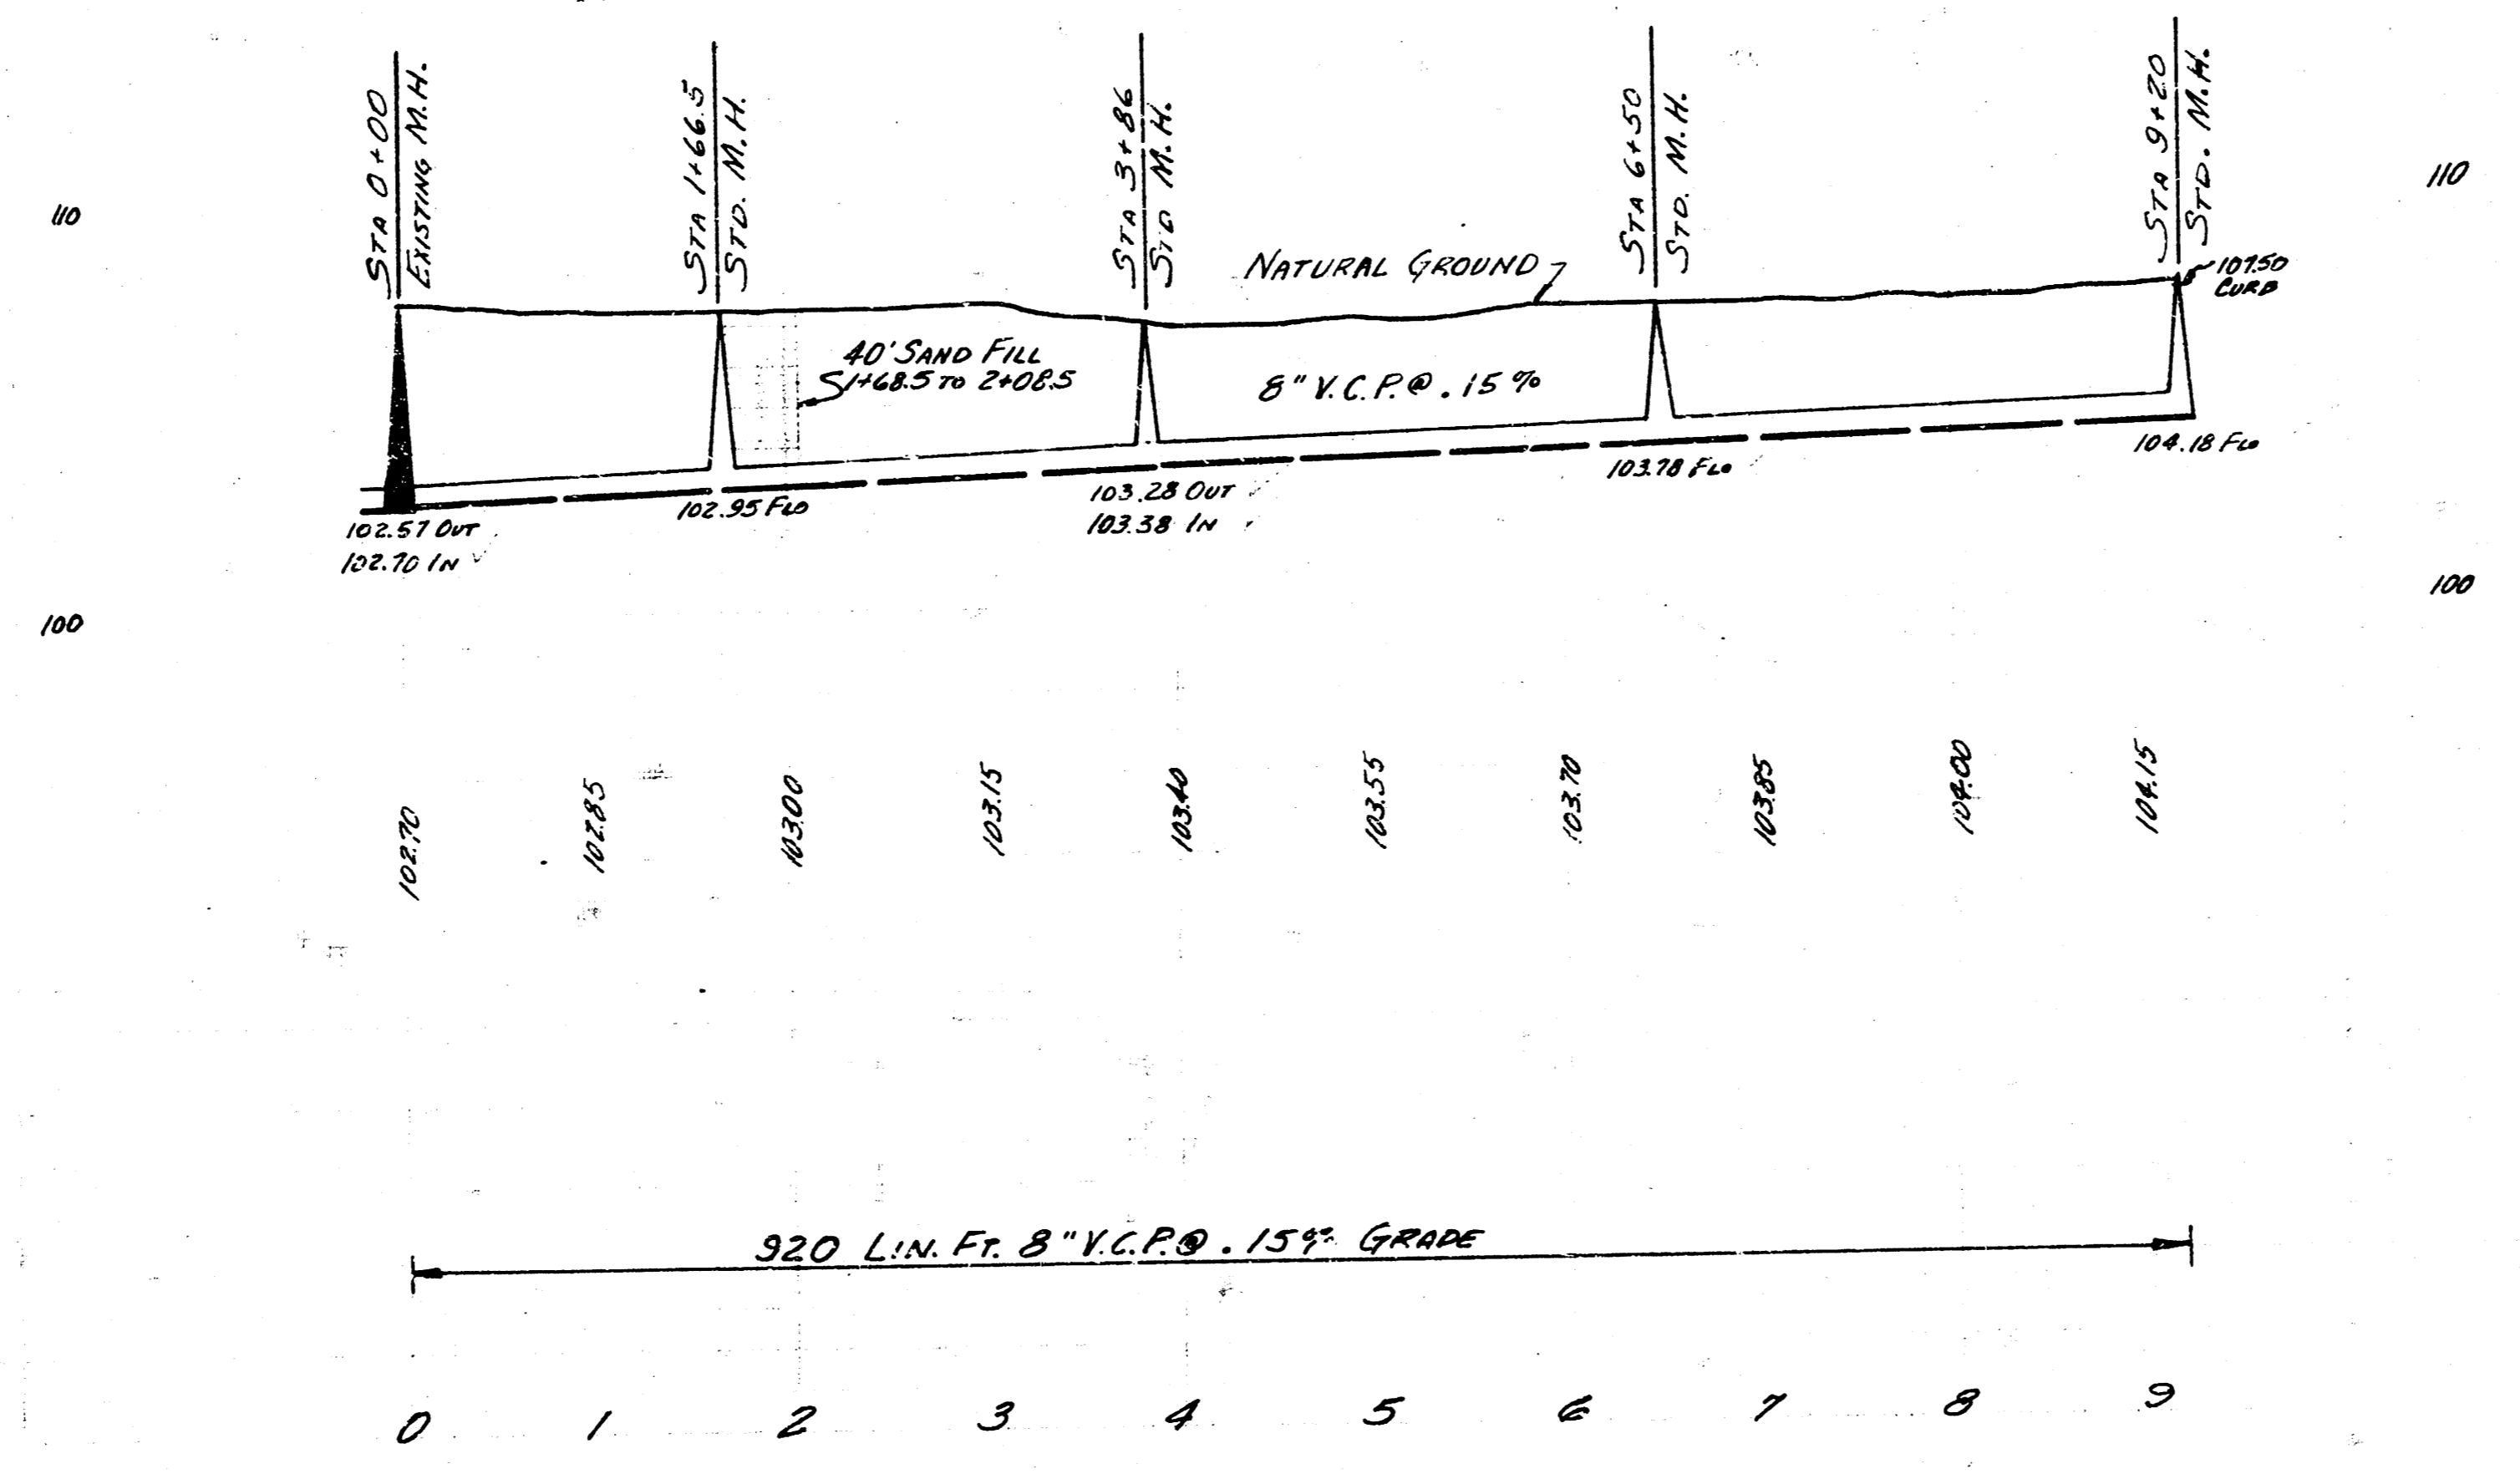 STA 0+00
EXISTING M.H.
STA 1+66.5
STD. M.H.
STA 3+86
STD M.H.
STA 6+50
STD. M.H.
STA 9+20
STD. M.H.
110
110
NATURAL GROUND
107.50
CURB
40' SAND FILL
1+68.5 TO 2+08.5
8" V.C.P. @ .15%
102.57 OUT
102.70 IN
102.95 FLO
103.28 OUT
103.38 IN
103.78 FLO
104.18 FLO
100
100
102.70
102.85
103.00
103.15
103.40
103.55
103.70
103.85
104.00
104.15
920 LIN. FT. 8" V.C.P. @ .15% GRADE
0 1 2 3 4 5 6 7 8 9